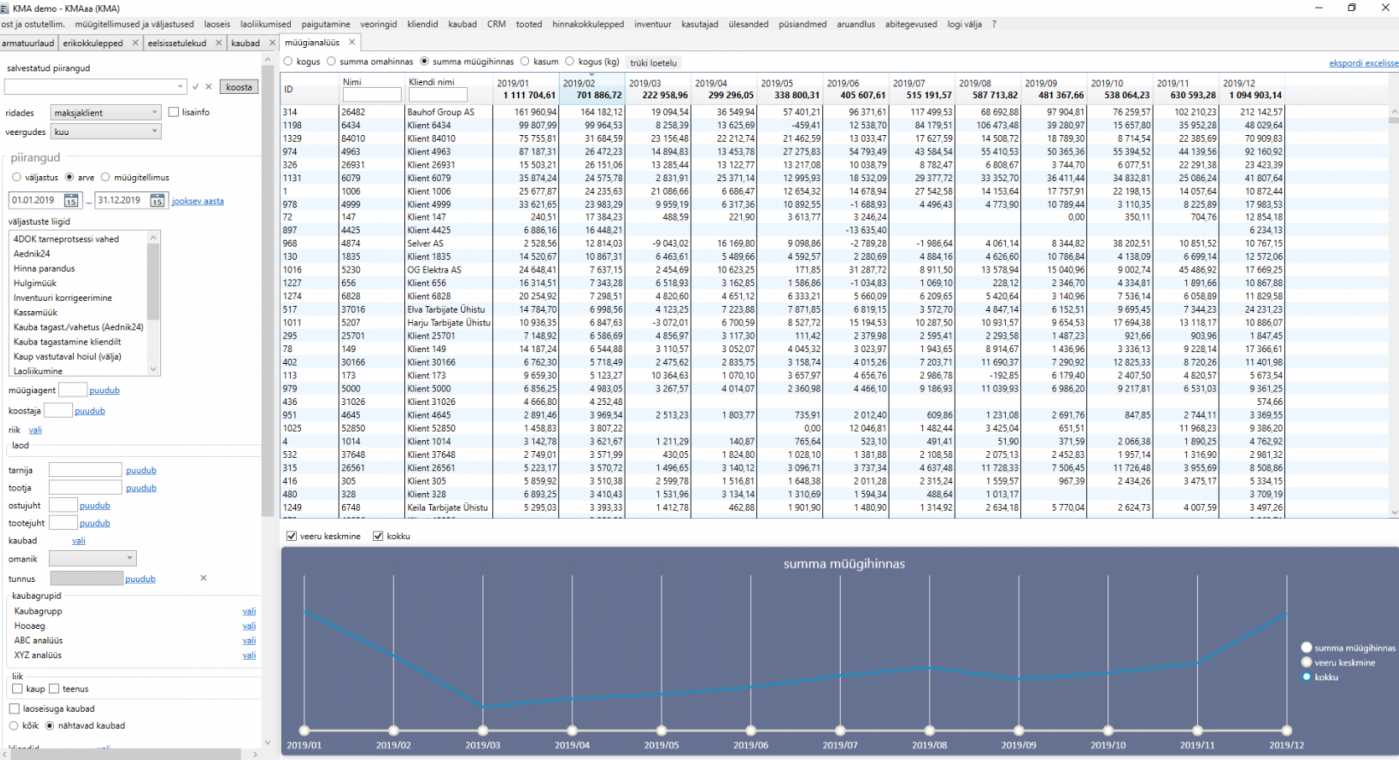 KMA demo - KMAaa (KMA)
ost ja ostutellim. müügitellimused ja väljastused laoseis laoliikumised paigutamine veoringid kliendid kaubad CRM tooted hinnakokkulepped inventuur kasutajad ülesanded püsiandmed aruandlus abitegevused logi välja ?
armatuurlaud erikokkulepped × eelsissetulekud × kaubad × müügianalüüs ×
salvestatud piirangud
koosta
ridades maksjaklient lisainfo
veergudes kuu
piirangud
väljastus arve müügitellimus
01.01.2019 15 ... 31.12.2019 15 jooksev aasta
väljastuste liigid
4DOK tarneprotsessi vahed
Aednik24
Hinna parandus
Hulgimüük
Inventuuri korrigeerimine
Kassamüük
Kauba tagast./vahetus (Aednik24)
Kauba tagastamine kliendilt
Kaup vastutaval hoiul (välja)
Laoliikumine
müügiagent puudub
koostaja puudub
riik vali
laod
tarnija puudub
tootja puudub
ostujuht puudub
tootejuht puudub
kaubad vali
omanik
tunnus puudub ×
kaubagrupid
Kaubagrupp vali
Hooaeg vali
ABC analüüs vali
XYZ analüüs vali
liik
kaup teenus
laoseisuga kaubad
kõik nähtavad kaubad
kogus summa omahinnas summa müügihinnas kasum kogus (kg) trüki loetelu ekspordi excelisse
ID Nimi Kliendi nimi 2019/01 2019/02 2019/03 2019/04 2019/05 2019/06 2019/07 2019/08 2019/09 2019/10 2019/11 2019/12
1 111 704,61 701 886,72 222 958,96 299 296,05 338 800,31 405 607,61 515 191,57 587 713,82 481 367,66 538 064,23 630 593,28 1 094 903,14
314 26482 Bauhof Group AS 161 960,94 164 182,12 19 094,54 36 549,94 57 401,21 96 371,61 117 499,53 68 692,88 97 904,81 76 259,57 102 210,23 212 142,57
1198 6434 Klient 6434 99 807,99 99 964,53 8 258,39 13 625,69 -459,41 12 538,70 84 179,51 106 473,48 39 280,97 15 657,80 35 952,28 48 029,64
1329 84010 Klient 84010 75 755,81 31 684,59 23 156,48 22 212,74 21 462,59 13 033,47 17 627,59 14 508,72 18 789,30 8 714,54 22 385,69 70 909,83
974 4963 Klient 4963 87 187,31 26 472,23 14 894,83 13 453,78 27 275,83 54 793,49 43 584,54 55 410,53 50 365,36 55 394,52 44 139,56 92 160,92
326 26931 Klient 26931 15 503,21 26 151,06 13 285,44 13 122,77 13 217,08 10 038,79 8 782,47 6 808,67 3 744,70 6 077,51 22 291,38 23 423,39
1131 6079 Klient 6079 35 874,24 24 575,78 2 831,91 25 371,14 12 995,93 18 532,09 29 377,72 33 352,70 36 411,44 34 832,81 25 086,24 41 807,64
1 1006 Klient 1006 25 677,87 24 235,63 21 086,66 6 686,47 12 654,32 14 678,94 27 542,58 14 153,64 17 757,91 22 198,15 14 057,64 10 872,44
978 4999 Klient 4999 33 621,65 23 983,29 9 959,19 6 317,36 10 892,55 -1 688,93 4 496,43 4 773,90 10 789,44 3 110,35 8 225,89 17 983,53
72 147 Klient 147 240,51 17 384,23 488,59 221,90 3 613,77 3 246,24 0,00 350,11 704,76 12 854,18
897 4425 Klient 4425 6 886,16 16 448,21 -13 635,40 6 234,13
968 4874 Selver AS 2 528,56 12 814,03 -9 043,02 16 169,80 9 098,86 -2 789,28 -1 986,64 4 061,14 8 344,82 38 202,51 10 851,52 10 767,15
130 1835 Klient 1835 14 520,67 10 867,31 6 463,61 5 489,66 4 592,57 2 280,69 4 884,16 4 626,60 10 786,84 4 138,09 6 699,14 12 572,06
1016 5230 OG Elektra AS 24 648,41 7 637,15 2 454,69 10 623,25 171,85 31 287,72 8 911,50 13 578,94 15 040,96 9 002,74 45 486,92 17 669,25
1227 656 Klient 656 16 314,51 7 343,28 6 518,93 3 162,85 1 586,86 -1 034,83 1 069,10 228,12 2 346,70 4 334,81 1 891,66 10 867,88
1274 6828 Klient 6828 20 254,92 7 298,51 4 820,60 4 651,12 6 333,21 5 660,09 6 209,65 5 420,64 3 140,96 7 536,14 6 058,89 11 829,58
517 37018 Elva Tarbijate Ühistu 14 784,70 6 998,56 4 123,25 7 223,88 7 871,85 6 819,15 3 572,70 4 847,14 6 152,51 9 695,45 7 344,23 24 231,23
1011 5207 Harju Tarbijate Ühistu 10 936,35 6 847,63 -3 072,01 6 700,59 8 527,72 15 194,53 10 287,50 10 931,57 9 654,53 17 694,38 13 118,17 10 886,07
295 25701 Klient 25701 7 148,92 6 586,69 4 856,97 3 117,30 111,42 2 379,98 2 595,41 2 293,58 1 487,23 921,66 903,96 1 847,45
78 149 Klient 149 14 187,24 6 544,88 3 110,57 3 052,07 4 045,32 3 023,97 1 943,65 8 914,67 1 436,96 3 336,13 9 228,14 17 366,61
402 30166 Klient 30166 6 762,30 5 718,49 2 475,62 2 835,75 3 158,74 4 015,26 7 203,71 11 690,37 7 290,92 12 825,33 8 720,26 11 401,98
113 173 Klient 173 9 659,30 5 123,27 10 364,63 1 070,10 3 657,97 4 656,76 2 986,78 -192,85 6 179,40 2 407,50 4 820,57 5 673,54
979 5000 Klient 5000 6 856,25 4 983,05 3 267,57 4 014,07 2 360,98 4 466,10 9 186,93 11 039,93 6 986,20 9 217,81 6 531,03 9 361,25
436 31026 Klient 31026 4 666,80 4 252,48 574,66
951 4645 Klient 4645 2 891,46 3 969,54 2 513,23 1 803,77 735,91 2 012,40 609,86 1 231,08 2 691,76 847,85 2 744,11 3 369,55
1025 52850 Klient 52850 1 458,83 3 807,22 0,00 12 046,81 1 482,44 3 425,04 651,51 11 968,23 9 386,20
4 1014 Klient 1014 3 142,78 3 621,67 1 211,29 140,87 765,64 523,10 491,41 51,90 371,59 2 066,38 1 890,25 4 762,92
532 37648 Klient 37648 2 749,01 3 571,99 430,05 1 824,80 1 028,10 1 381,88 2 108,58 2 075,13 2 452,83 1 957,14 1 316,90 2 981,32
315 26561 Klient 26561 5 223,17 3 570,72 1 496,65 3 140,12 3 096,71 3 737,34 4 637,48 11 728,33 7 506,45 11 726,48 3 955,69 8 508,86
416 305 Klient 305 5 859,92 3 510,38 2 599,78 1 516,81 1 648,38 2 011,28 2 315,24 1 559,57 967,39 2 434,26 3 475,17 5 334,15
480 328 Klient 328 6 893,25 3 410,43 1 531,96 3 134,14 1 310,69 1 594,34 488,64 1 013,17 3 709,19
1249 6748 Keila Tarbijate Ühistu 5 295,03 3 393,33 1 412,78 462,88 1 901,90 1 480,90 1 314,92 2 634,18 5 770,04 2 624,73 4 007,59 3 497,26
veeru keskmine kokku
summa müügihinnas
summa müügihinnas
veeru keskmine
kokku
2019/01 2019/02 2019/03 2019/04 2019/05 2019/06 2019/07 2019/08 2019/09 2019/10 2019/11 2019/12